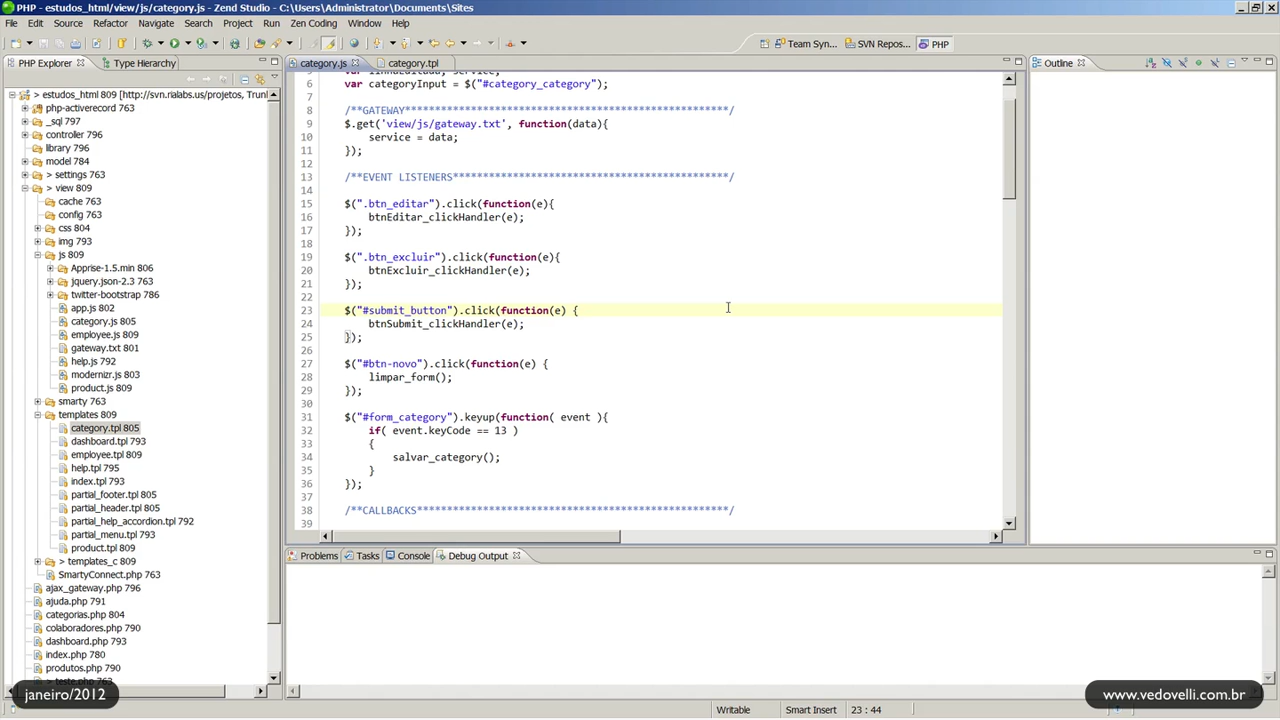 PHP - estudos_html/view/js/category.js - Zend Studio - C:\Users\Administrator\Documents\Sites
File Edit Source Refactor Navigate Search Project Run Zen Coding Window Help
Team Syn... SVN Repos... PHP
PHP Explorer Type Hierarchy
estudos_html 809 [http://svn.rialabs.us/projetos, Trunk
php-activerecord 763
_sql 797
controller 796
library 796
model 784
> settings 763
> view 809
cache 763
config 763
css 804
img 793
js 809
Apprise-1.5.min 806
jquery.json-2.3 763
twitter-bootstrap 786
app.js 802
category.js 805
employee.js 809
gateway.txt 801
help.js 792
modernizr.js 803
product.js 809
smarty 763
templates 809
category.tpl 805
dashboard.tpl 793
employee.tpl 809
help.tpl 795
index.tpl 793
partial_footer.tpl 805
partial_header.tpl 805
partial_help_accordion.tpl 792
partial_menu.tpl 793
product.tpl 809
> templates_c 809
SmartyConnect.php 763
ajax_gateway.php 796
ajuda.php 791
categorias.php 804
colaboradores.php 790
dashboard.php 793
index.php 780
produtos.php 790
> teste.php
category.js category.tpl
5 var linhaEditada, service;
6 var categoryInput = $("#category_category");
7
8 /**GATEWAY*******************************************************/
9 $.get('view/js/gateway.txt', function(data){
10 service = data;
11 });
12
13 /**EVENT LISTENERS***********************************************/
14
15 $(".btn_editar").click(function(e){
16 btnEditar_clickHandler(e);
17 });
18
19 $(".btn_excluir").click(function(e){
20 btnExcluir_clickHandler(e);
21 });
22
23 $("#submit_button").click(function(e) {
24 btnSubmit_clickHandler(e);
25 });
26
27 $("#btn-novo").click(function(e) {
28 limpar_form();
29 });
30
31 $("#form_category").keyup(function( event ){
32 if( event.keyCode == 13 )
33 {
34 salvar_category();
35 }
36 });
37
38 /**CALLBACKS*****************************************************/
39
Outline
Problems Tasks Console Debug Output
Writable Smart Insert 23 : 44
janeiro/2012
www.vedovelli.com.br